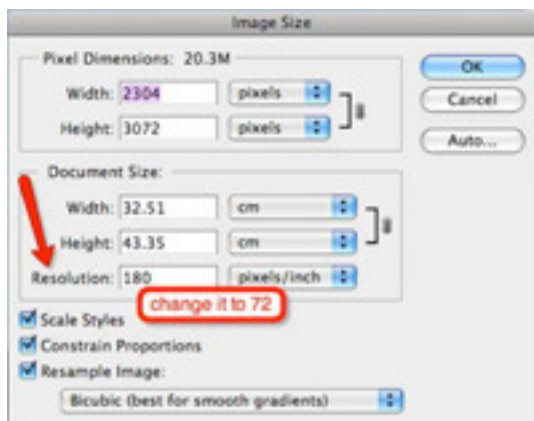 Image Size
Pixel Dimensions: 20.3M
OK
Width: 2304 pixels
Cancel
Height: 3072 pixels
Auto...
Document Size:
Width: 32.51 cm
Height: 43.35 cm
Resolution: 180 pixels/inch
change it to 72
Scale Styles
Constrain Proportions
Resample Image:
Bicubic (best for smooth gradients)